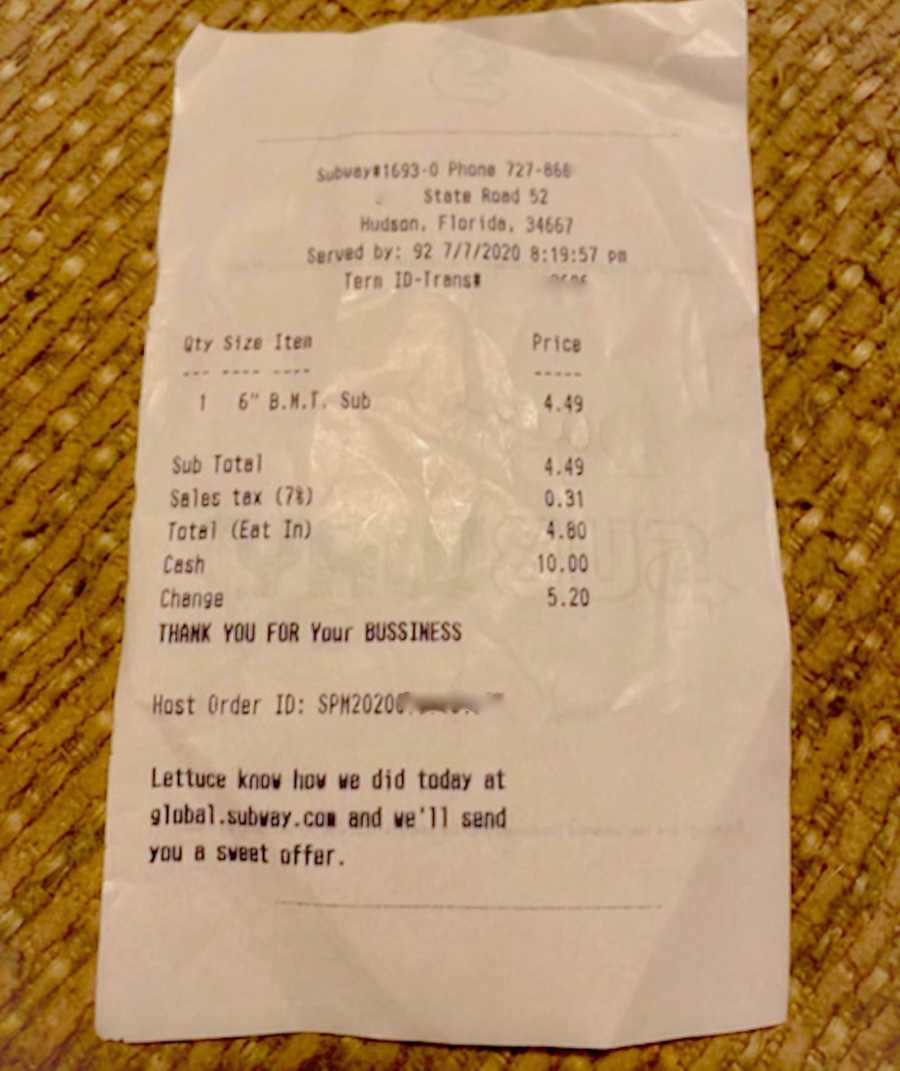 Subway#1693-0 Phone 727-866
State Road 52
Hudson, Florida, 34667
Served by: 92 7/7/2020 8:19:57 pm
Term ID-Trans#
Qty Size Item Price
--- ---- ---- -----
1 6" B.M.T. Sub 4.49
Sub Total 4.49
Sales tax (7%) 0.31
Total (Eat In) 4.80
Cash 10.00
Change 5.20
THANK YOU FOR Your BUSSINESS
Host Order ID: SPM2020
Lettuce know how we did today at
global.subway.com and we'll send
you a sweet offer.